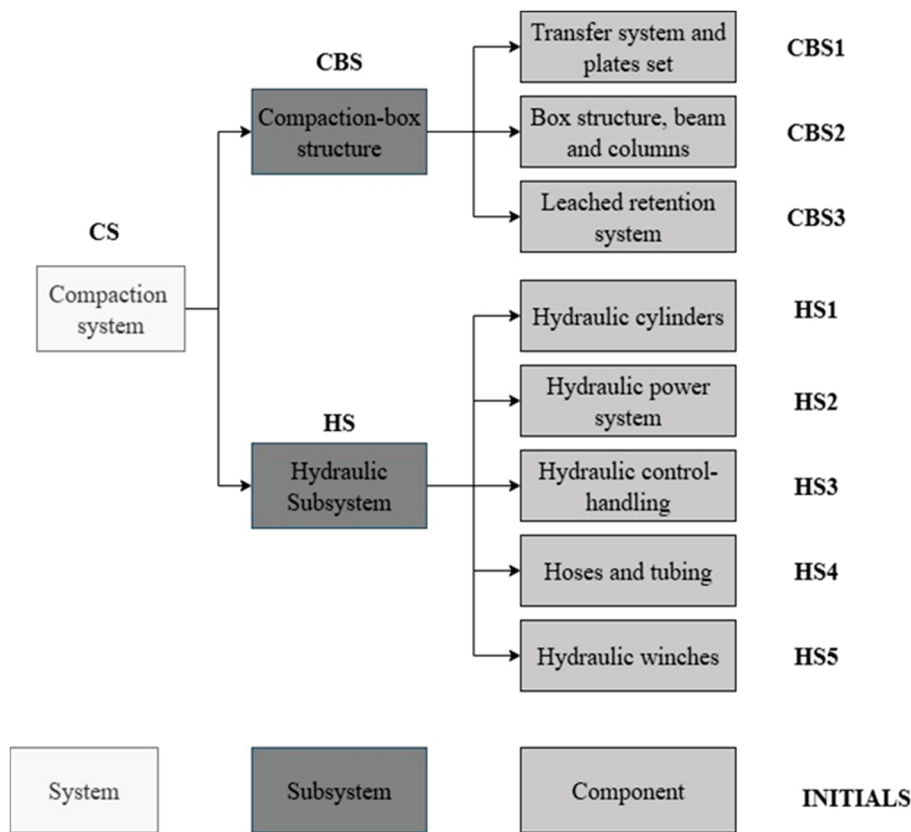 CBS
Compaction-box
structure
Transfer system and
plates set
CBS1
Box structure, beam
and columns
CBS2
Leached retention
system
CBS3
CS
Compaction
system
HS
Hydraulic
Subsystem
Hydraulic cylinders
HS1
Hydraulic power
system
HS2
Hydraulic control-
handling
HS3
Hoses and tubing
HS4
Hydraulic winches
HS5
System
Subsystem
Component
INITIALS